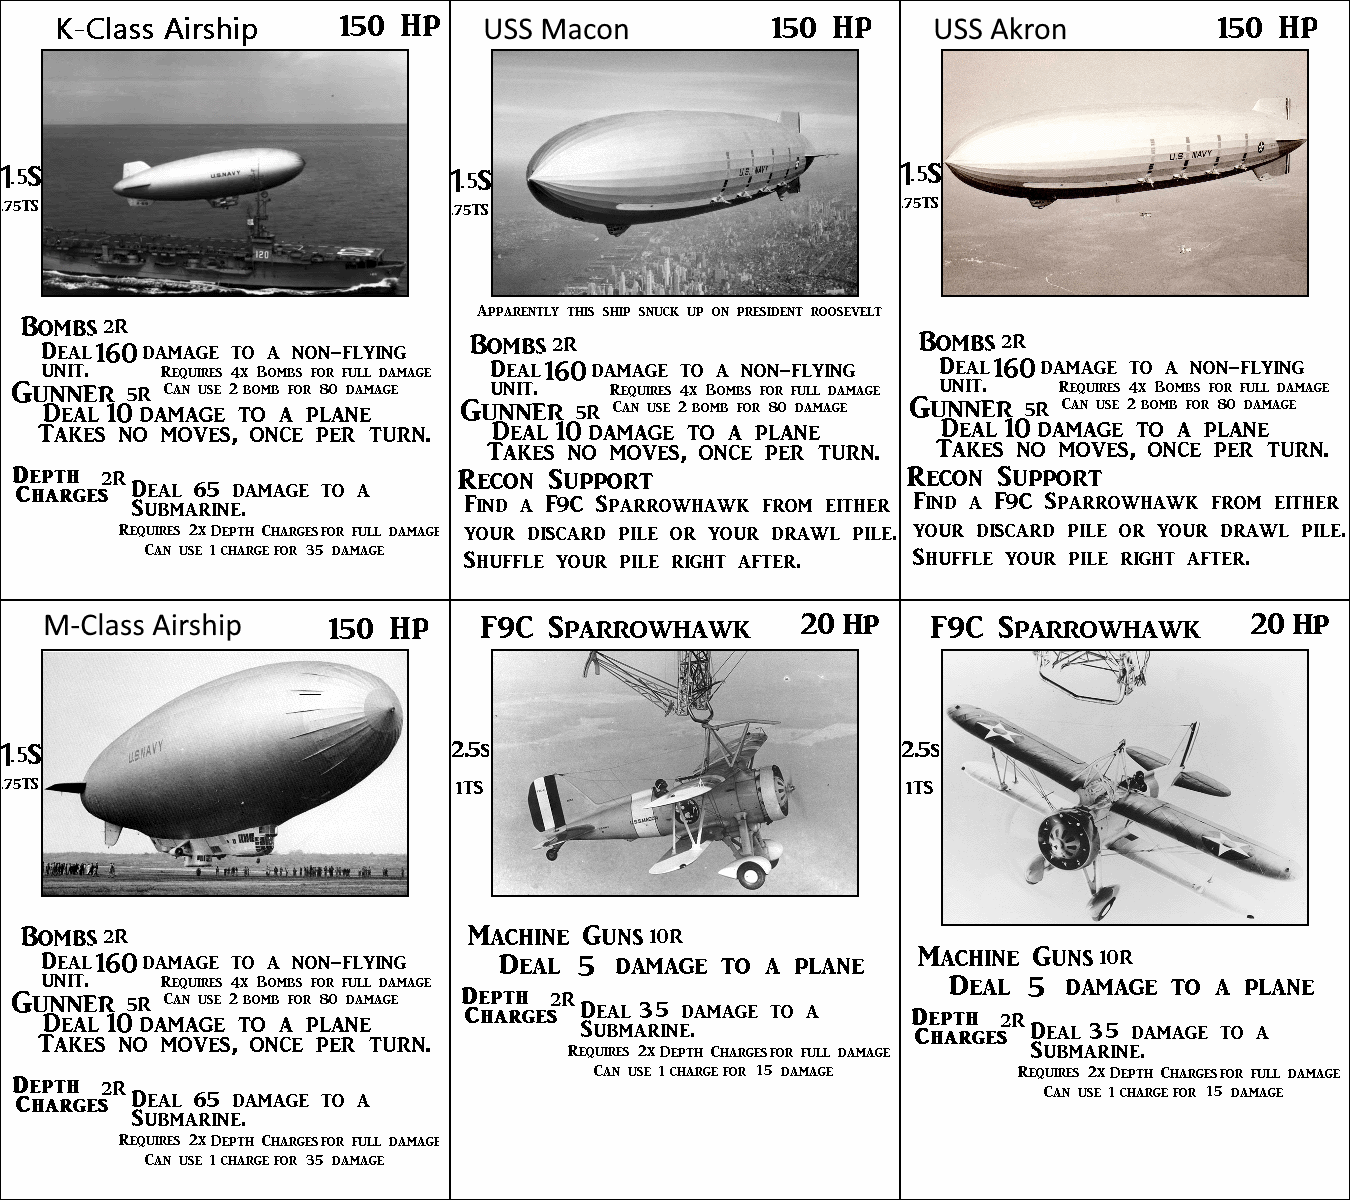 K-Class Airship 150 HP
U.S.NAVY
120
1.5S
.75TS
BOMBS 2R
DEAL 160 DAMAGE TO A NON-FLYING
UNIT. REQUIRES 4X BOMBS FOR FULL DAMAGE
GUNNER 5R CAN USE 2 BOMB FOR 80 DAMAGE
DEAL 10 DAMAGE TO A PLANE
TAKES NO MOVES, ONCE PER TURN.
DEPTH CHARGES 2R DEAL 65 DAMAGE TO A
SUBMARINE.
REQUIRES 2X DEPTH CHARGES FOR FULL DAMAGE
CAN USE 1 CHARGE FOR 35 DAMAGE
USS Macon 150 HP
U.S. NAVY
1.5S
.75TS
APPARENTLY THIS SHIP SNUCK UP ON PRESIDENT ROOSEVELT
BOMBS 2R
DEAL 160 DAMAGE TO A NON-FLYING
UNIT. REQUIRES 4X BOMBS FOR FULL DAMAGE
GUNNER 5R CAN USE 2 BOMB FOR 80 DAMAGE
DEAL 10 DAMAGE TO A PLANE
TAKES NO MOVES, ONCE PER TURN.
RECON SUPPORT
FIND A F9C SPARROWHAWK FROM EITHER
YOUR DISCARD PILE OR YOUR DRAWL PILE.
SHUFFLE YOUR PILE RIGHT AFTER.
USS Akron 150 HP
U.S. NAVY
1.5S
.75TS
BOMBS 2R
DEAL 160 DAMAGE TO A NON-FLYING
UNIT. REQUIRES 4X BOMBS FOR FULL DAMAGE
GUNNER 5R CAN USE 2 BOMB FOR 80 DAMAGE
DEAL 10 DAMAGE TO A PLANE
TAKES NO MOVES, ONCE PER TURN.
RECON SUPPORT
FIND A F9C SPARROWHAWK FROM EITHER
YOUR DISCARD PILE OR YOUR DRAWL PILE.
SHUFFLE YOUR PILE RIGHT AFTER.
M-Class Airship 150 HP
U.S.NAVY
1.5S
.75TS
BOMBS 2R
DEAL 160 DAMAGE TO A NON-FLYING
UNIT. REQUIRES 4X BOMBS FOR FULL DAMAGE
GUNNER 5R CAN USE 2 BOMB FOR 80 DAMAGE
DEAL 10 DAMAGE TO A PLANE
TAKES NO MOVES, ONCE PER TURN.
DEPTH CHARGES 2R DEAL 65 DAMAGE TO A
SUBMARINE.
REQUIRES 2X DEPTH CHARGES FOR FULL DAMAGE
CAN USE 1 CHARGE FOR 35 DAMAGE
F9C SPARROWHAWK 20 HP
2.5S
1TS
U.S.S.MACON
MACHINE GUNS 10R
DEAL 5 DAMAGE TO A PLANE
DEPTH CHARGES 2R DEAL 35 DAMAGE TO A
SUBMARINE.
REQUIRES 2X DEPTH CHARGES FOR FULL DAMAGE
CAN USE 1 CHARGE FOR 15 DAMAGE
F9C SPARROWHAWK 20 HP
2.5S
1TS
MACHINE GUNS 10R
DEAL 5 DAMAGE TO A PLANE
DEPTH CHARGES 2R DEAL 35 DAMAGE TO A
SUBMARINE.
REQUIRES 2X DEPTH CHARGES FOR FULL DAMAGE
CAN USE 1 CHARGE FOR 15 DAMAGE